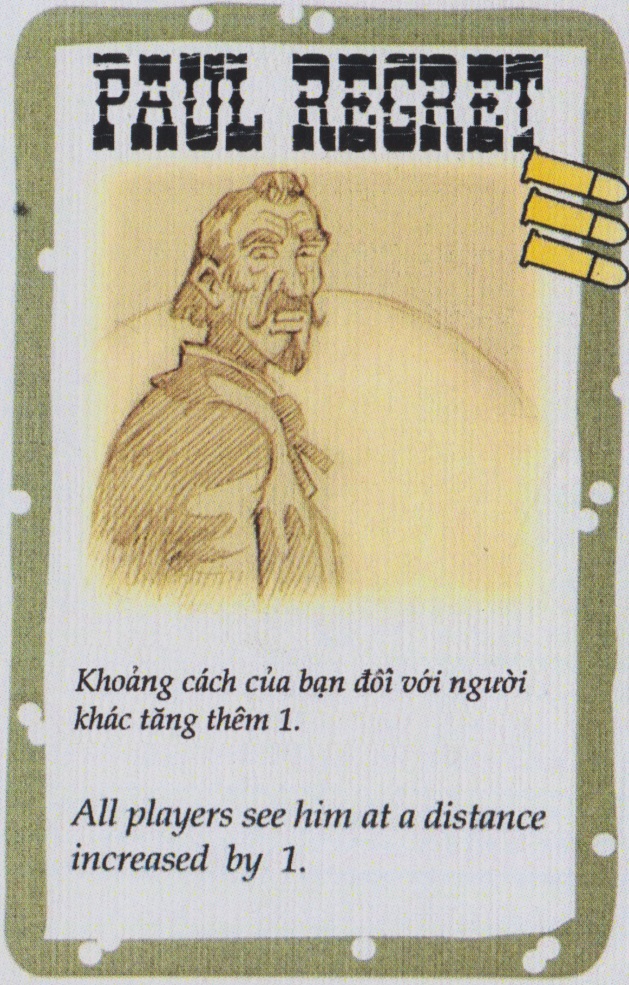 PAUL REGRET
Khoảng cách của bạn đối với người
khác tăng thêm 1.
All players see him at a distance
increased by 1.